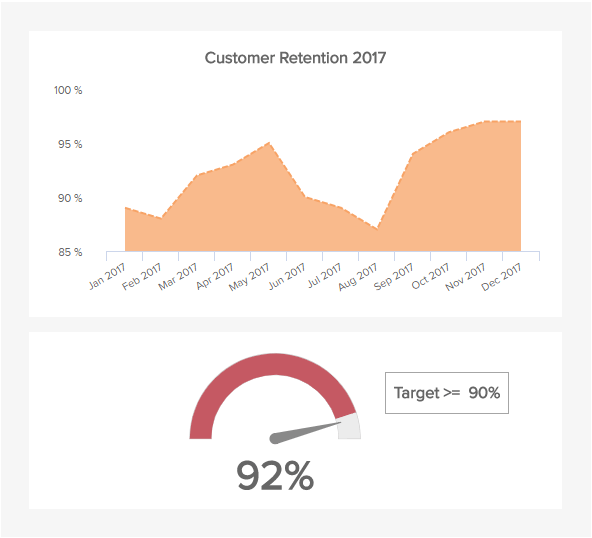 Customer Retention 2017
100 %
95 %
90 %
85 %
Jan 2017
Feb 2017
Mar 2017
Apr 2017
May 2017
Jun 2017
Jul 2017
Aug 2017
Sep 2017
Oct 2017
Nov 2017
Dec 2017
Target >= 90%
92%